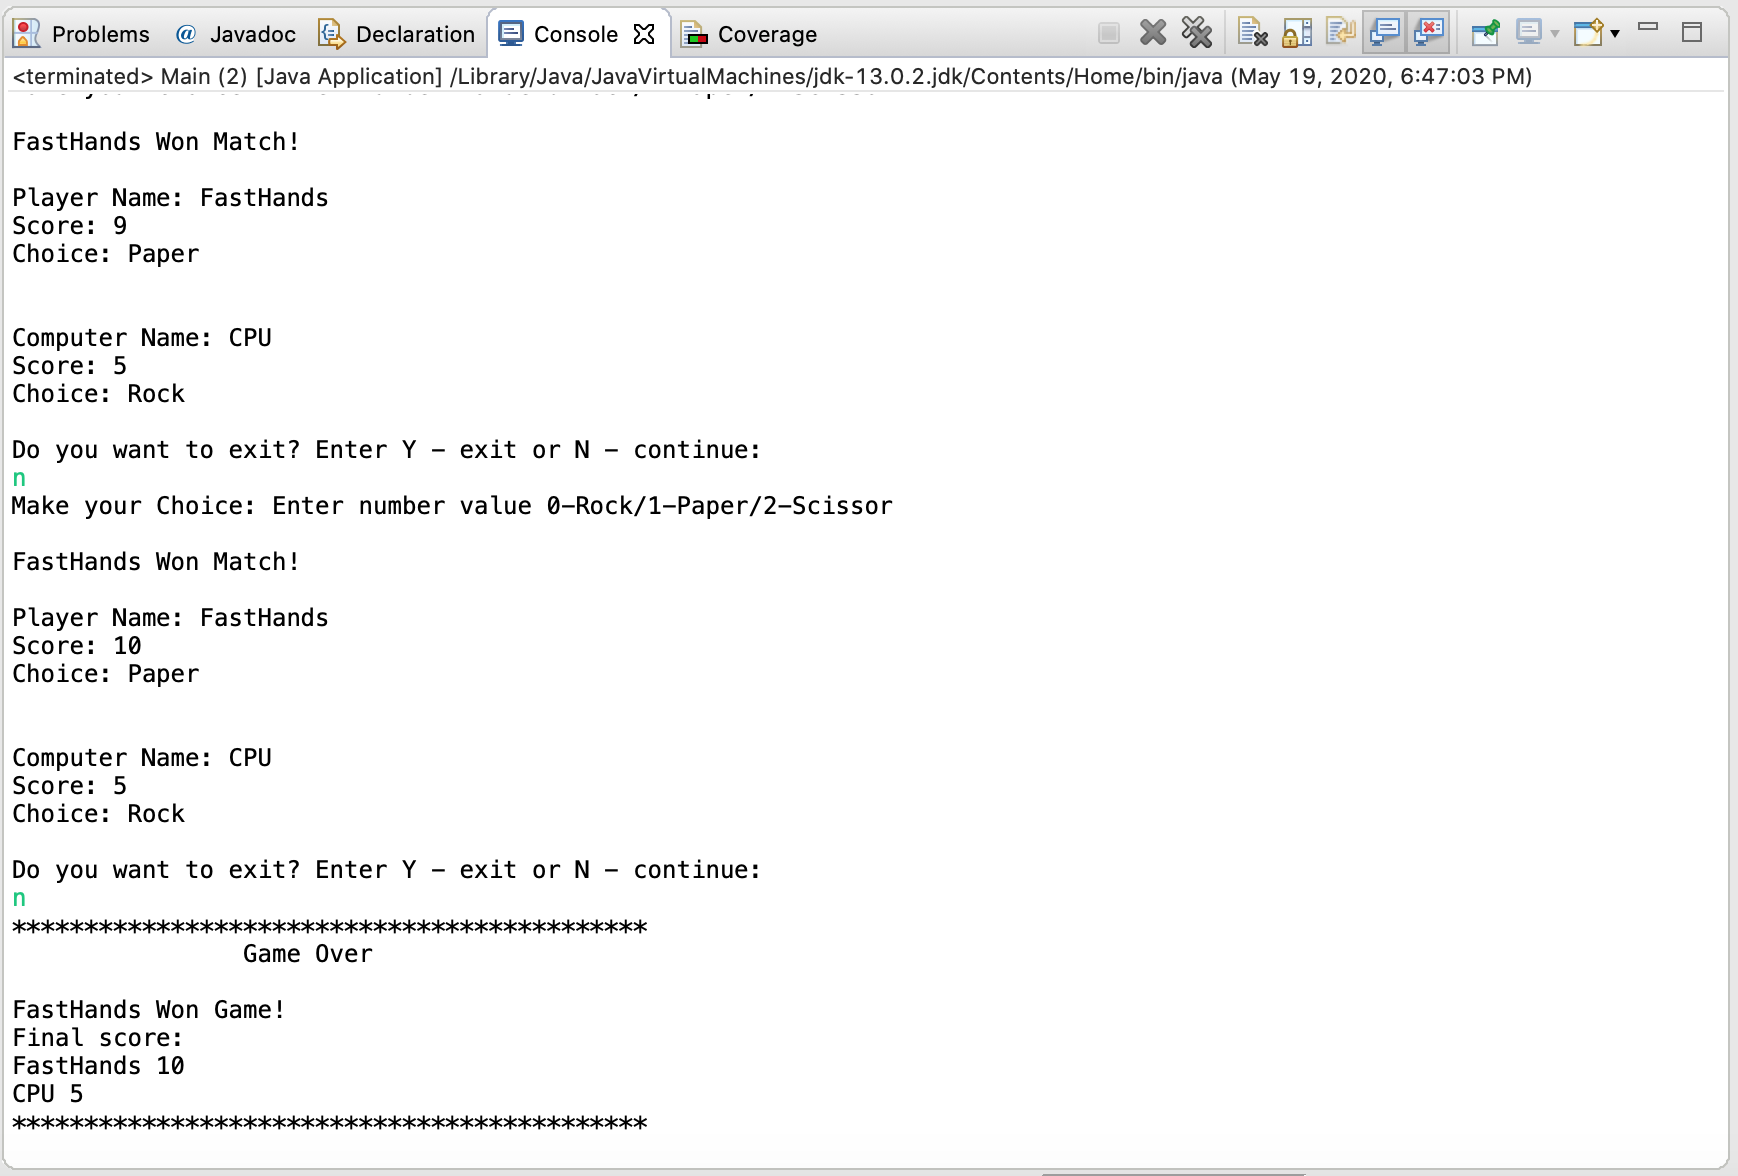 Problems @ Javadoc Declaration Console Coverage
<terminated> Main (2) [Java Application] /Library/Java/JavaVirtualMachines/jdk-13.0.2.jdk/Contents/Home/bin/java (May 19, 2020, 6:47:03 PM)
FastHands Won Match!
Player Name: FastHands
Score: 9
Choice: Paper
Computer Name: CPU
Score: 5
Choice: Rock
Do you want to exit? Enter Y – exit or N – continue:
n
Make your Choice: Enter number value 0–Rock/1–Paper/2–Scissor
FastHands Won Match!
Player Name: FastHands
Score: 10
Choice: Paper
Computer Name: CPU
Score: 5
Choice: Rock
Do you want to exit? Enter Y – exit or N – continue:
n
********************************************
Game Over
FastHands Won Game!
Final score:
FastHands 10
CPU 5
********************************************